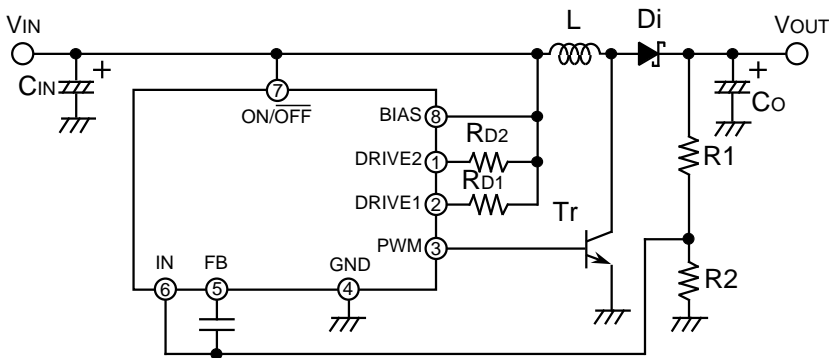 VIN
L
Di
VOUT
CIN
+
7
ON/OFF
BIAS
8
+
CO
DRIVE2
1
RD2
R1
DRIVE1
2
RD1
Tr
PWM
3
IN
FB
GND
6
5
4
R2